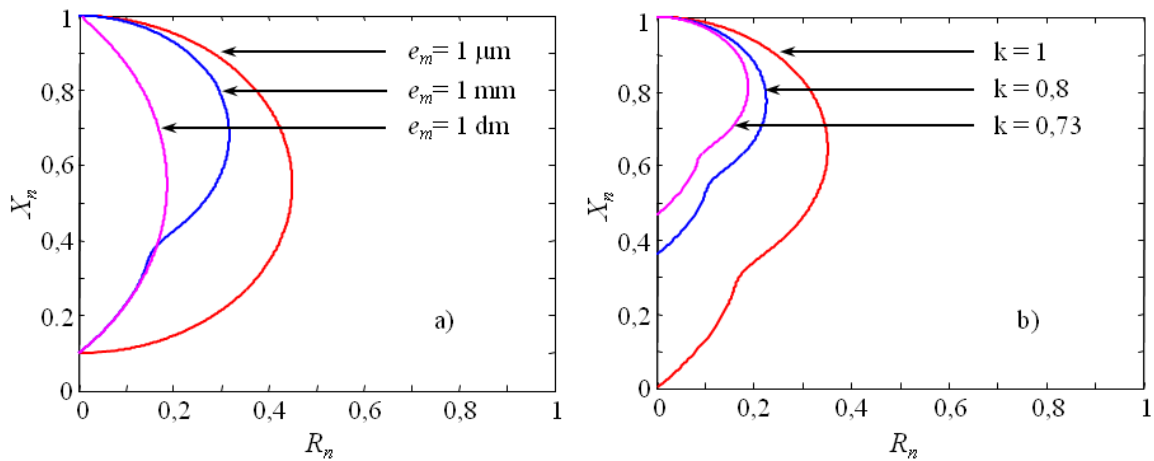 1
0,8
0,6
0,4
0,2
0
0
0,2
0,4
0,6
0,8
1
X_n
R_n
e_m = 1 µm
e_m = 1 mm
e_m = 1 dm
a)
1
0,8
0,6
0,4
0,2
0
0
0,2
0,4
0,6
0,8
1
X_n
R_n
k = 1
k = 0,8
k = 0,73
b)